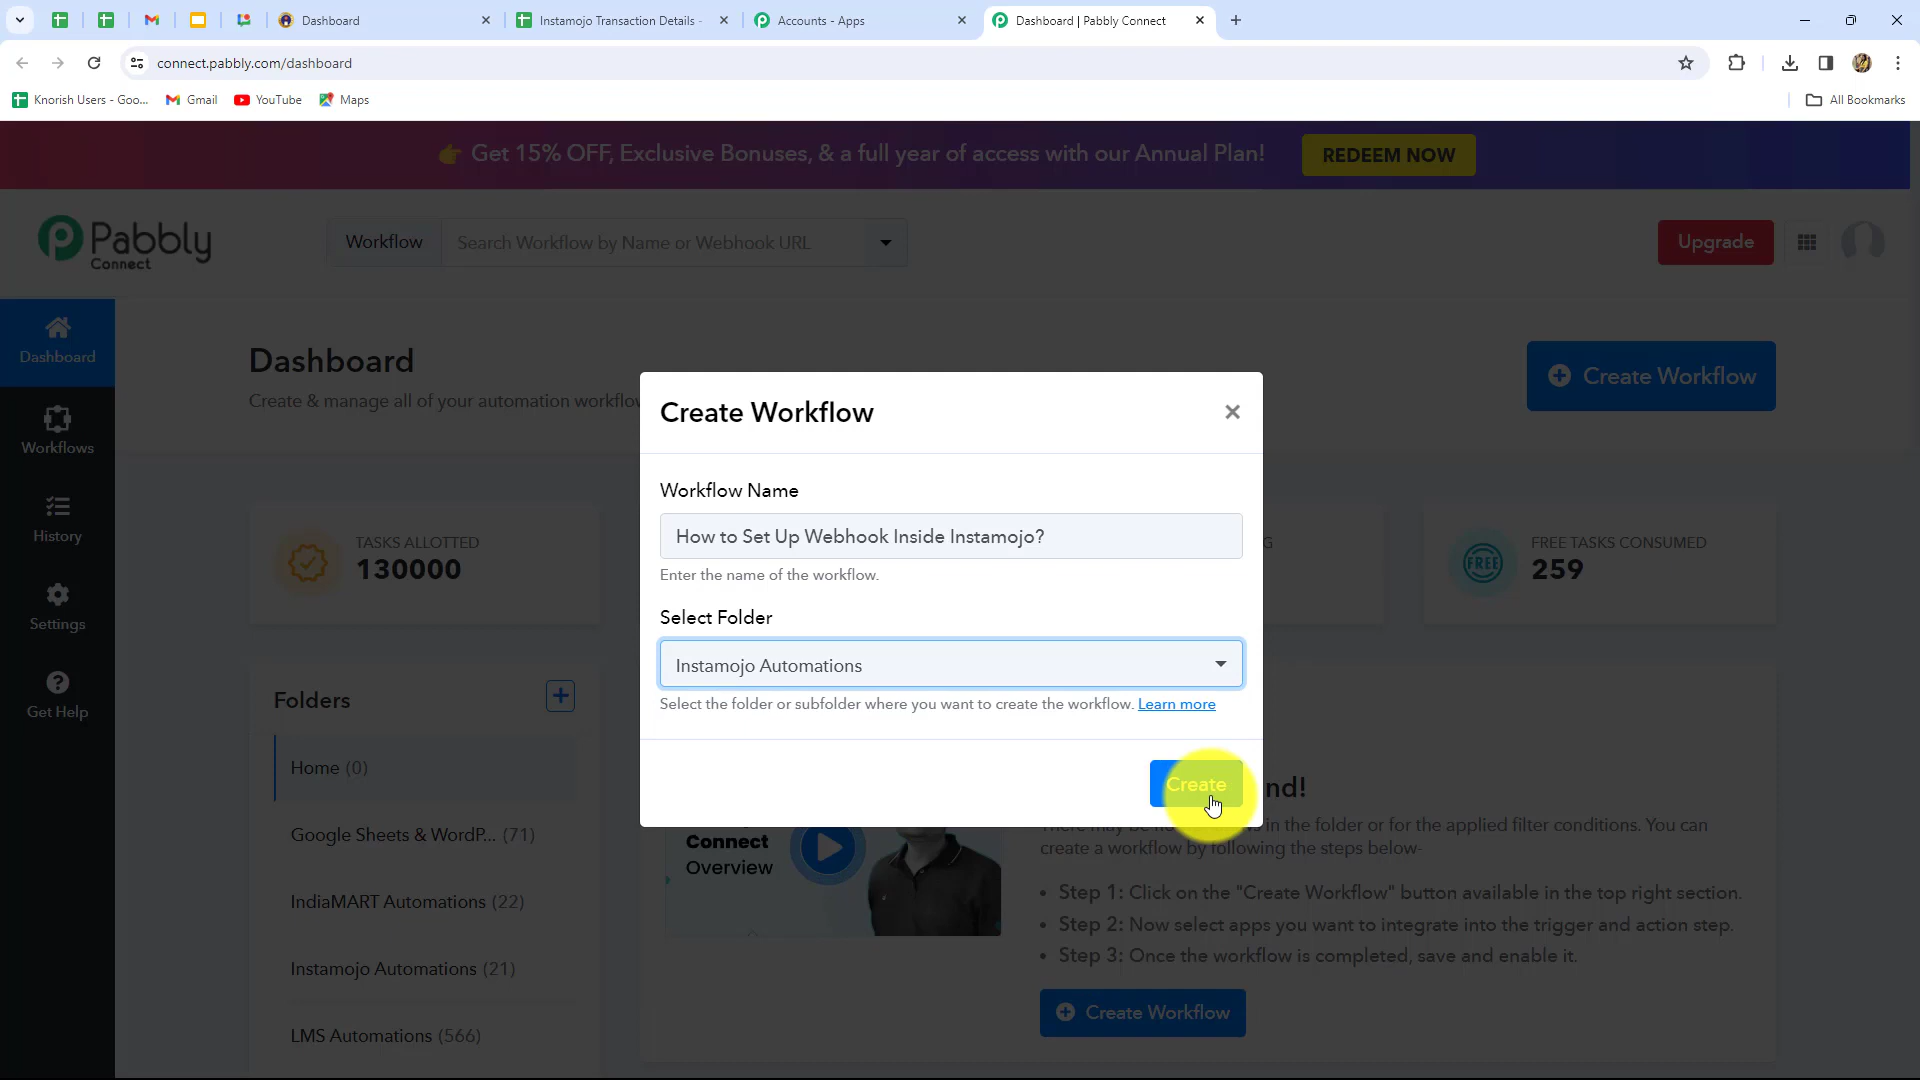 Dashboard
Instamojo Transaction Details -
Accounts - Apps
Dashboard | Pabbly Connect
connect.pabbly.com/dashboard
Knorish Users - Goo...
Gmail
YouTube
Maps
All Bookmarks
Get 15% OFF, Exclusive Bonuses, & a full year of access with our Annual Plan!
REDEEM NOW
Pabbly
Connect
Workflow
Search Workflow by Name or Webhook URL
Upgrade
Dashboard
Workflows
History
Settings
Get Help
Dashboard
Create & manage all of your automation workflow
Create Workflow
Create Workflow
Workflow Name
How to Set Up Webhook Inside Instamojo?
Enter the name of the workflow.
Select Folder
Instamojo Automations
Select the folder or subfolder where you want to create the workflow. Learn more
Create
TASKS ALLOTTED
130000
G
FREE
FREE TASKS CONSUMED
259
Folders
Home (0)
Google Sheets & WordP... (71)
IndiaMART Automations (22)
Instamojo Automations (21)
LMS Automations (566)
Connect
Overview
nd!
in the folder or for the applied filter conditions. You can
create a workflow by following the steps below-
Step 1: Click on the "Create Workflow" button available in the top right section.
Step 2: Now select apps you want to integrate into the trigger and action step.
Step 3: Once the workflow is completed, save and enable it.
Create Workflow